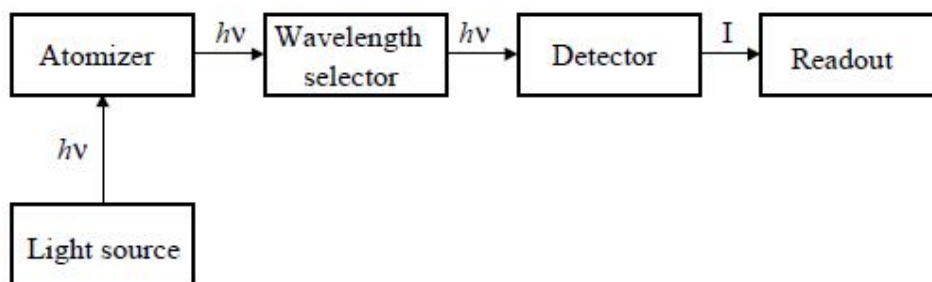 hν
hν
I
Atomizer
Wavelength
selector
Detector
Readout
hν
Light source